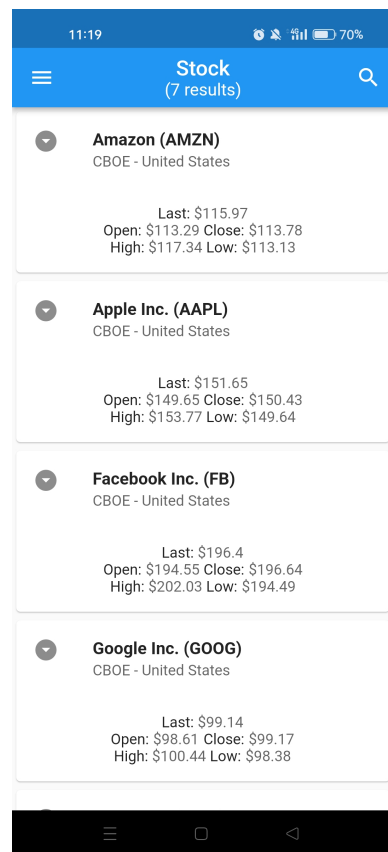 11:19 4G 70%
Stock
(7 results)
Amazon (AMZN)
CBOE - United States
Last: $115.97
Open: $113.29 Close: $113.78
High: $117.34 Low: $113.13
Apple Inc. (AAPL)
CBOE - United States
Last: $151.65
Open: $149.65 Close: $150.43
High: $153.77 Low: $149.64
Facebook Inc. (FB)
CBOE - United States
Last: $196.4
Open: $194.55 Close: $196.64
High: $202.03 Low: $194.49
Google Inc. (GOOG)
CBOE - United States
Last: $99.14
Open: $98.61 Close: $99.17
High: $100.44 Low: $98.38